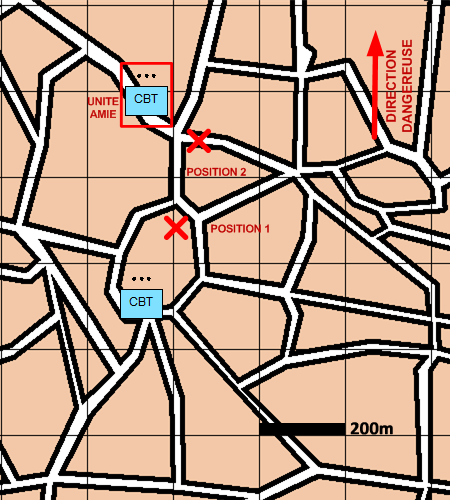 CBT
UNITE
AMIE
DIRECTION
DANGEREUSE
POSITION 2
POSITION 1
CBT
200m